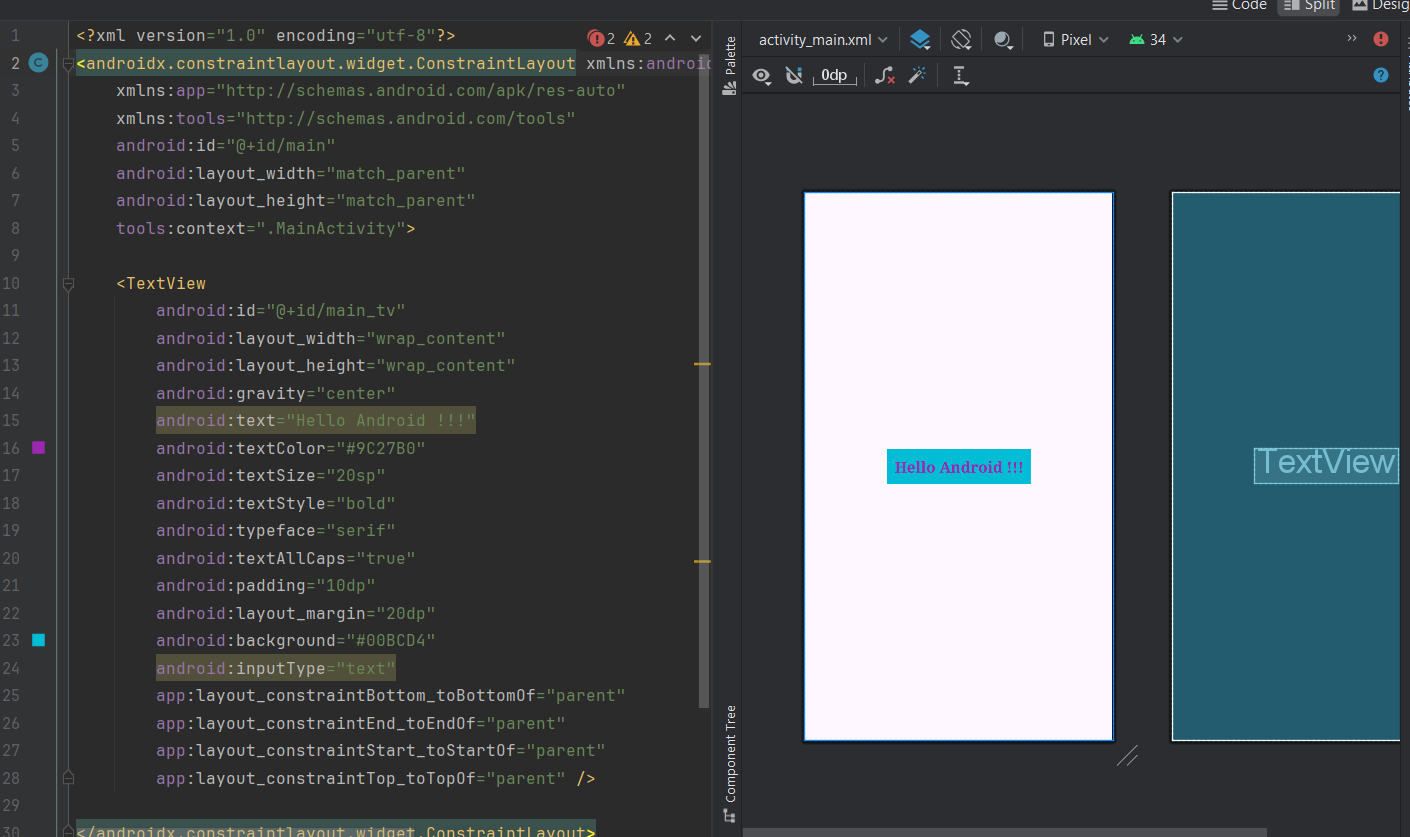 Code Split Desig
1 <?xml version="1.0" encoding="utf-8"?> 2 2
2 C <androidx.constraintlayout.widget.ConstraintLayout xmlns:androi
3 xmlns:app="http://schemas.android.com/apk/res-auto"
4 xmlns:tools="http://schemas.android.com/tools"
5 android:id="@+id/main"
6 android:layout_width="match_parent"
7 android:layout_height="match_parent"
8 tools:context=".MainActivity">
9
10 <TextView
11 android:id="@+id/main_tv"
12 android:layout_width="wrap_content"
13 android:layout_height="wrap_content"
14 android:gravity="center"
15 android:text="Hello Android !!!"
16 android:textColor="#9C27B0"
17 android:textSize="20sp"
18 android:textStyle="bold"
19 android:typeface="serif"
20 android:textAllCaps="true"
21 android:padding="10dp"
22 android:layout_margin="20dp"
23 android:background="#00BCD4"
24 android:inputType="text"
25 app:layout_constraintBottom_toBottomOf="parent"
26 app:layout_constraintEnd_toEndOf="parent"
27 app:layout_constraintStart_toStartOf="parent"
28 app:layout_constraintTop_toTopOf="parent" />
29
30 </androidx.constraintlayout.widget.ConstraintLayout>
Palette
Component Tree
activity_main.xml Pixel 34
0dp
Hello Android !!!
TextView